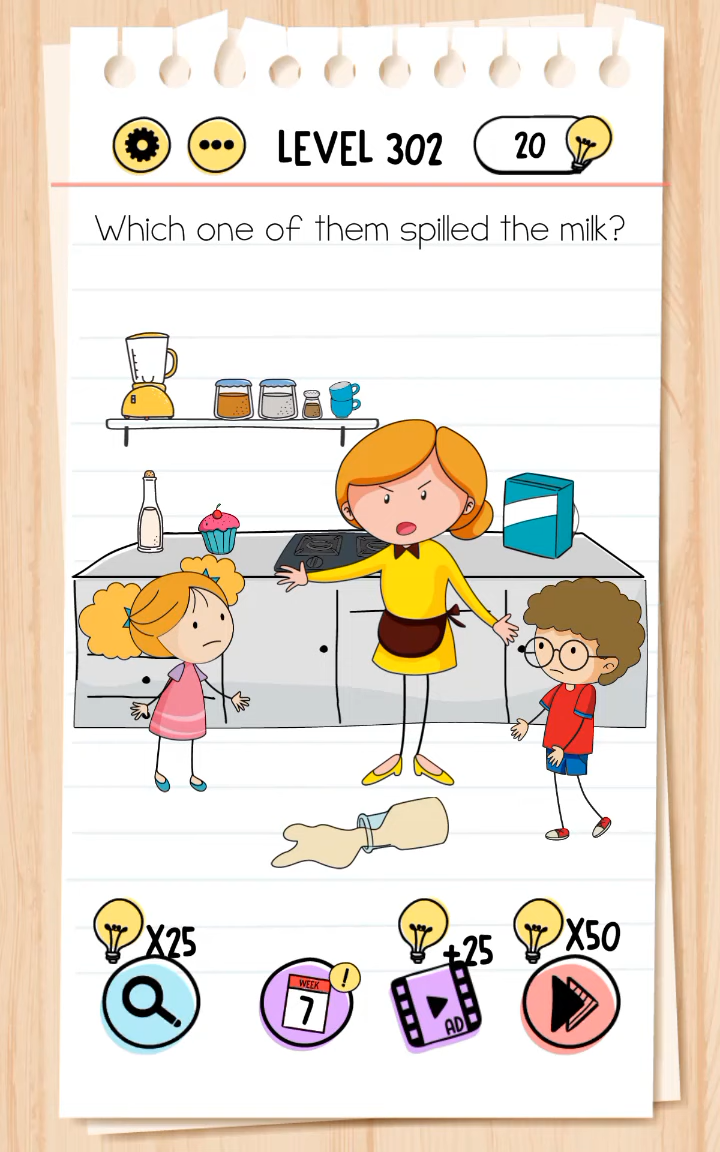 LEVEL 302
20
Which one of them spilled the milk?
X25
+25
X50
WEEK
7
!
AD